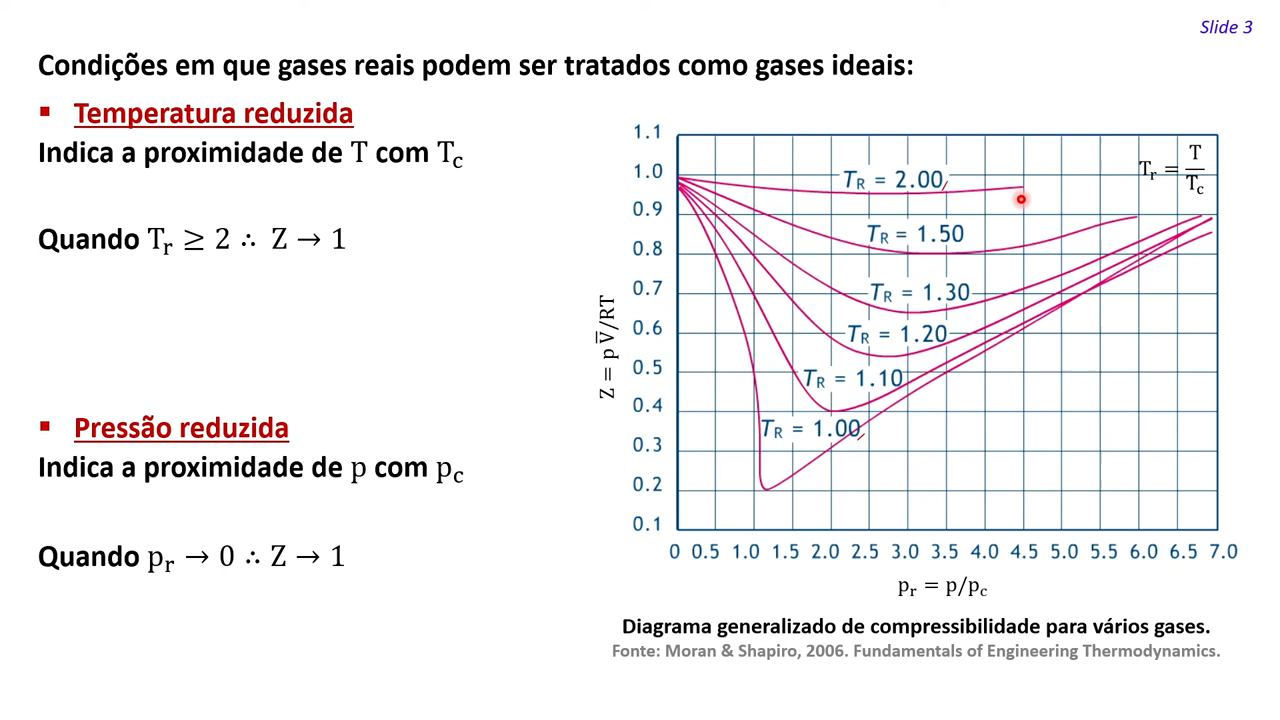 Slide 3
Condições em que gases reais podem ser tratados como gases ideais:
▪ Temperatura reduzida
Indica a proximidade de T com Tc
Quando Tr ≥ 2 ∴ Z → 1
▪ Pressão reduzida
Indica a proximidade de p com pc
Quando pr → 0 ∴ Z → 1
Tr = T/Tc
1.1
1.0
0.9
0.8
0.7
0.6
0.5
0.4
0.3
0.2
0.1
Z = p V̅/RT
TR = 2.00
TR = 1.50
TR = 1.30
TR = 1.20
TR = 1.10
TR = 1.00
0 0.5 1.0 1.5 2.0 2.5 3.0 3.5 4.0 4.5 5.0 5.5 6.0 6.5 7.0
pr = p/pc
Diagrama generalizado de compressibilidade para vários gases.
Fonte: Moran & Shapiro, 2006. Fundamentals of Engineering Thermodynamics.